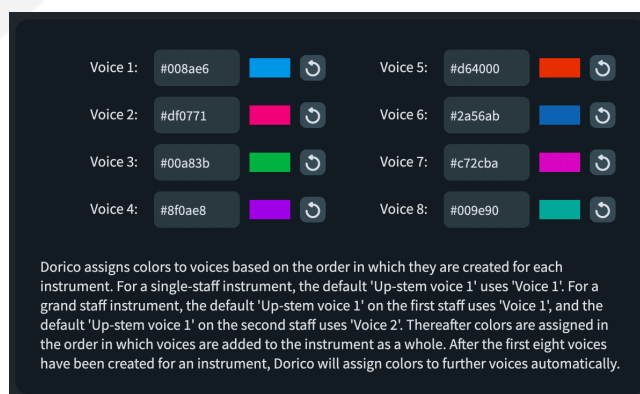 Voice 1: #008ae6 Voice 5: #d64000
Voice 2: #df0771 Voice 6: #2a56ab
Voice 3: #00a83b Voice 7: #c72cba
Voice 4: #8f0ae8 Voice 8: #009e90
Dorico assigns colors to voices based on the order in which they are created for each
instrument. For a single-staff instrument, the default 'Up-stem voice 1' uses 'Voice 1'. For a
grand staff instrument, the default 'Up-stem voice 1' on the first staff uses 'Voice 1', and the
default 'Up-stem voice 1' on the second staff uses 'Voice 2'. Thereafter colors are assigned in
the order in which voices are added to the instrument as a whole. After the first eight voices
have been created for an instrument, Dorico will assign colors to further voices automatically.